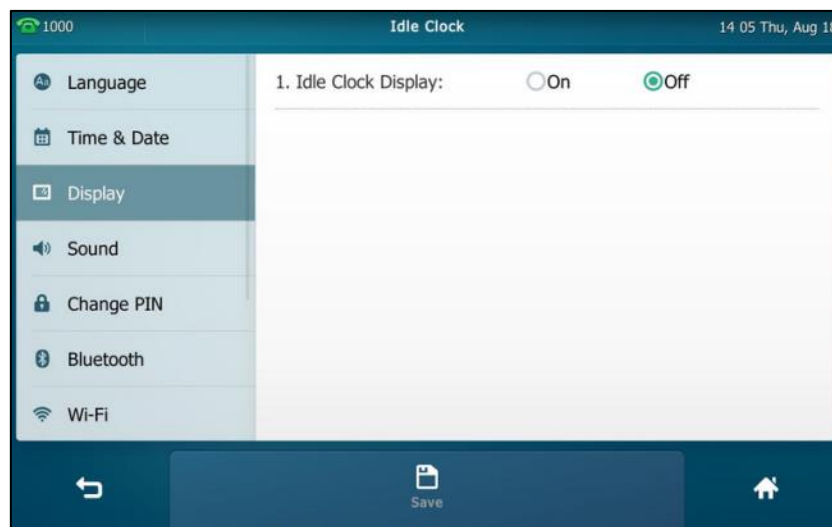 1000 Idle Clock 14 05 Thu, Aug 18
Language
Time & Date
Display
Sound
Change PIN
Bluetooth
Wi-Fi
1. Idle Clock Display: On Off
Save